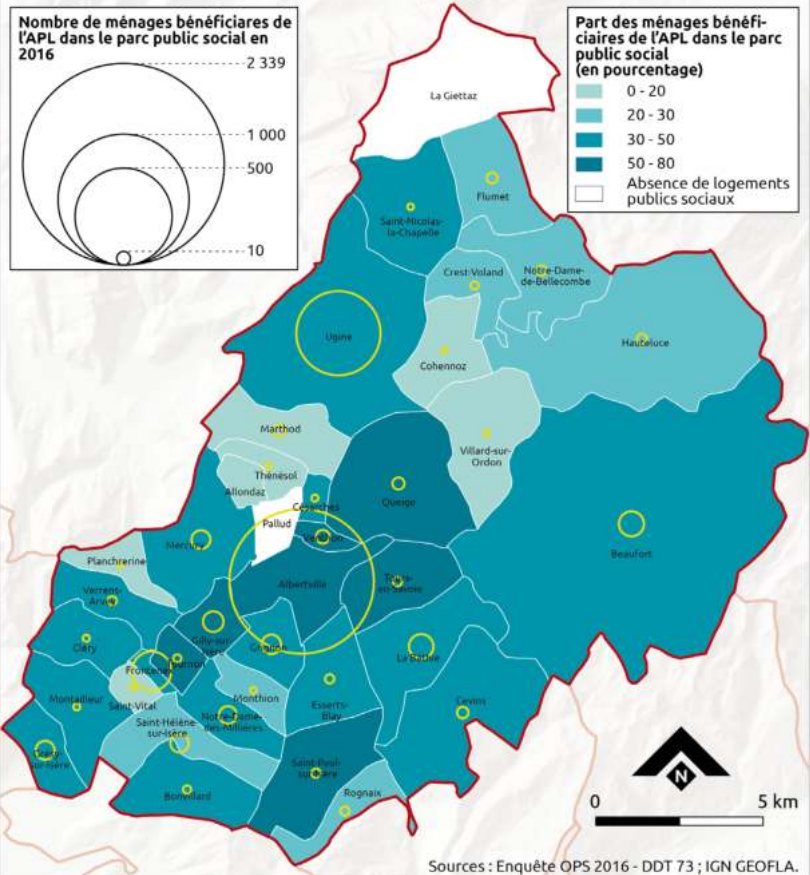 Nombre de ménages bénéficiares de
l'APL dans le parc public social en
2016
2 339
1 000
500
10
Part des ménages bénéfi-
ciaires de l'APL dans le parc
public social
(en pourcentage)
0 - 20
20 - 30
30 - 50
50 - 80
Absence de logements
publics sociaux
La Giettaz
Flumet
Saint-Nicolas-
la-Chapelle
Crest-Voland
Notre-Dame-
de-Bellecombe
Ugine
Hauteluce
Cohennoz
Marthod
Villard-sur-
Ordon
Thénésol
Allondaz
Queige
Césarches
Pallud
Venthon
Mercury
Beaufort
Planchrerine
Albertville
Tours-
en-Savoie
Verrens-
Arvey
Cléry
Gilly-sur-
Isère
Grignon
La Bâthie
Frontenex
Tournon
Saint-Vital
Monthion
Esserts-
Blay
Montailleur
Cevins
Saint-Hélène-
sur-Isère
Notre-Dame-
des-Millières
Grésy-
sur-Isère
Saint-Paul-
sur-Isère
Bonvillard
Rognaix
N
0
5 km
Sources : Enquête OPS 2016 - DDT 73 ; IGN GEOFLA.